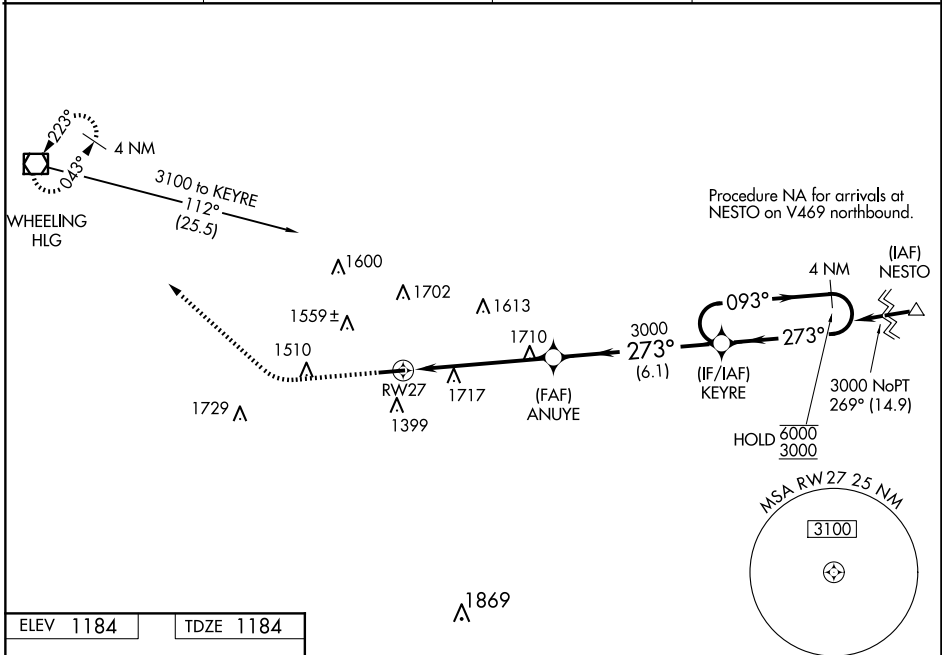 223°
043°
4 NM
WHEELING
HLG
3100 to KEYRE
112°
(25.5)
Procedure NA for arrivals at
NESTO on V469 northbound.
(IAF)
NESTO
4 NM
093°
273°
3000 NoPT
269° (14.9)
HOLD 6000
3000
(IF/IAF)
KEYRE
3000
273°
(6.1)
(FAF)
ANUYE
1600
1702
1613
1559±
1710
1510
RW27
1717
1729
1399
MSA RW27 25 NM
3100
1869
ELEV 1184
TDZE 1184